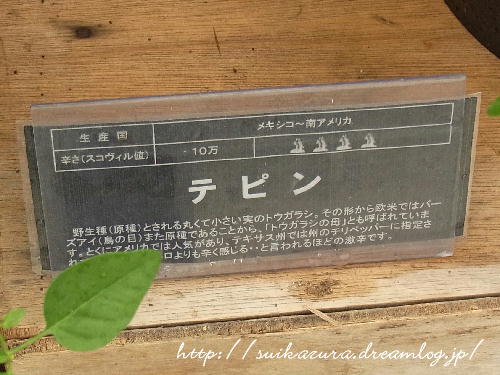 生産国 メキシコ~南アメリカ
辛さ(スコヴィル値) 10万
テピン
野生種(原種)とされる丸くて小さい実のトウガラシ。その形から欧米ではバー
ズアイ(鳥の目)また原種であることから、「トウガラシの母」とも呼ばれていま
す。とくにアメリカでは人気があり、テキサス州では州のチリペッパーに指定さ
ロよりも辛く感じる‥と言われるほどの激辛です。
http://suikazura.dreamlog.jp/